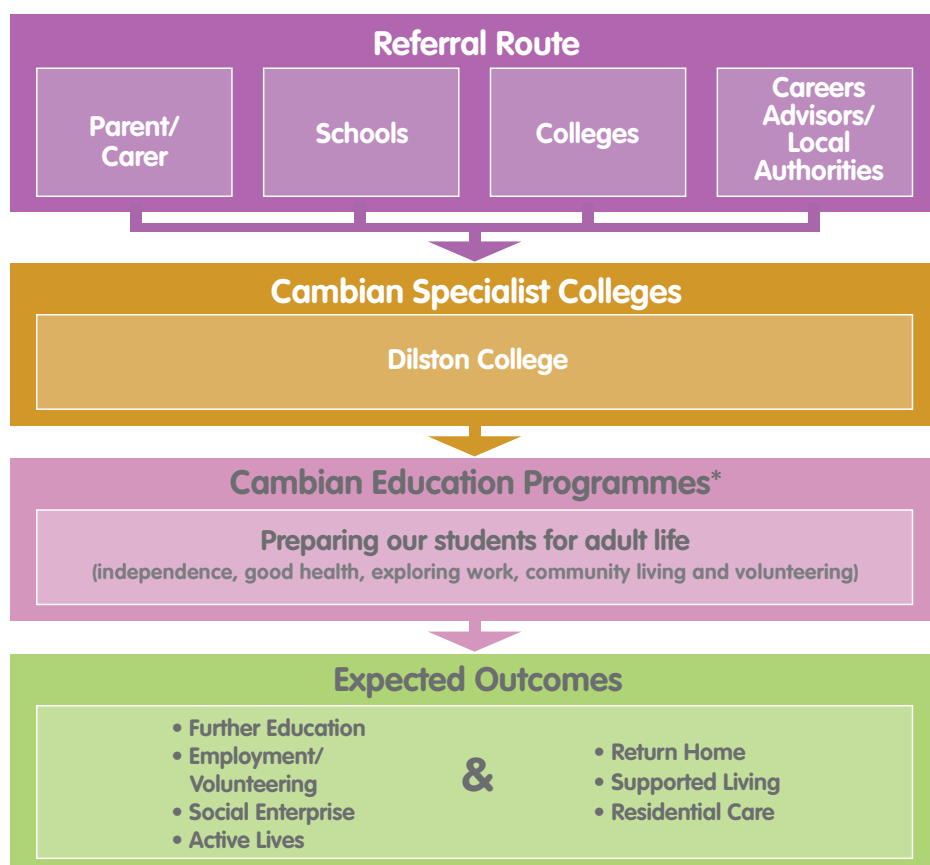 Referral Route
Parent/
Carer
Schools
Colleges
Careers
Advisors/
Local
Authorities
Cambian Specialist Colleges
Dilston College
Cambian Education Programmes*
Preparing our students for adult life
(independence, good health, exploring work, community living and volunteering)
Expected Outcomes
• Further Education
• Employment/
Volunteering
• Social Enterprise
• Active Lives
&
• Return Home
• Supported Living
• Residential Care